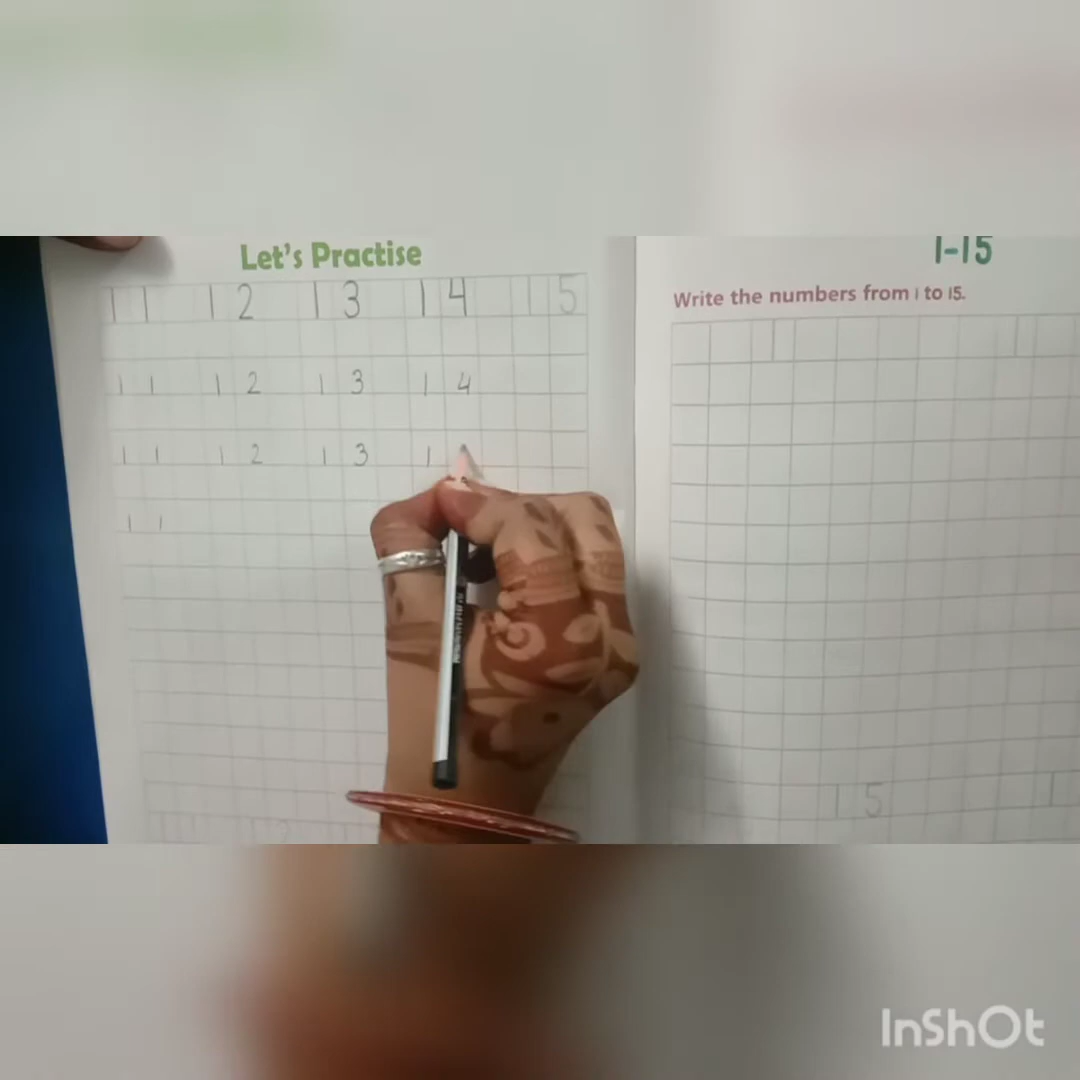 Let's Practise
11 12 13 14 15
11 12 13 14
11 12 13 1
11
1-15
Write the numbers from 1 to 15.
15
InShOt